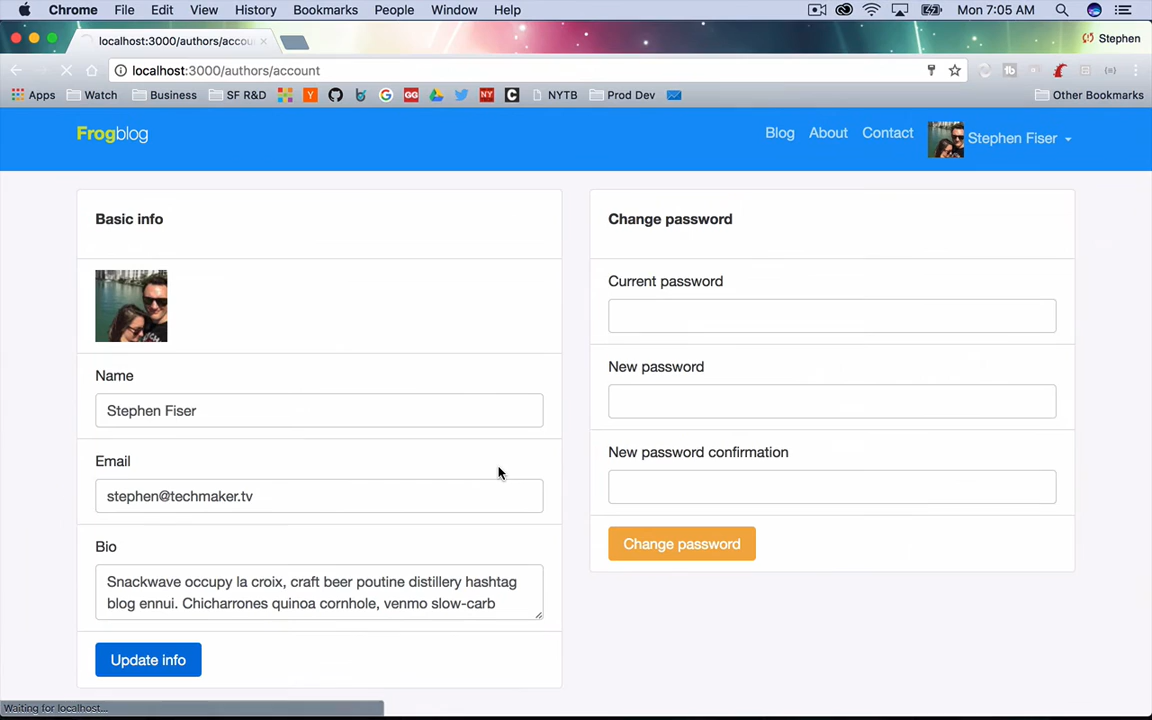 Chrome File Edit View History Bookmarks People Window Help Mon 7:05 AM
localhost:3000/authors/accou
Stephen
localhost:3000/authors/account
Apps Watch Business SF R&D Y G GG NY C NYTB Prod Dev Other Bookmarks
Frogblog Blog About Contact Stephen Fiser
Basic info
Name
Stephen Fiser
Email
stephen@techmaker.tv
Bio
Snackwave occupy la croix, craft beer poutine distillery hashtag
blog ennui. Chicharrones quinoa cornhole, venmo slow-carb
Update info
Change password
Current password
New password
New password confirmation
Change password
Waiting for localhost...